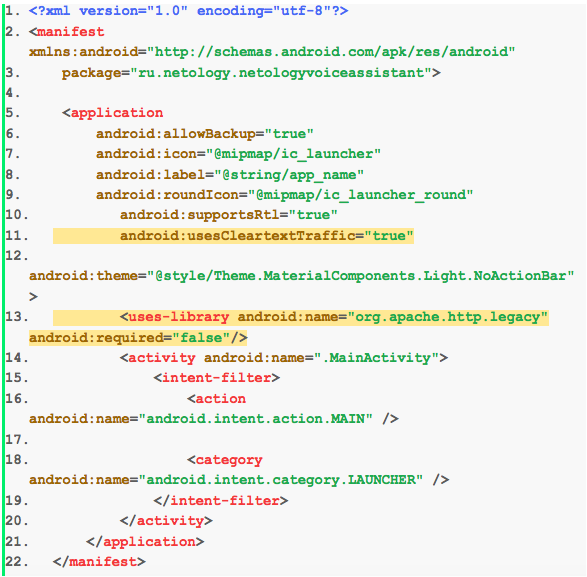 1. <?xml version="1.0" encoding="utf-8"?>
2. <manifest
xmlns:android="http://schemas.android.com/apk/res/android"
3.     package="ru.netology.netologyvoiceassistant">
4.
5.     <application
6.         android:allowBackup="true"
7.         android:icon="@mipmap/ic_launcher"
8.         android:label="@string/app_name"
9.         android:roundIcon="@mipmap/ic_launcher_round"
10.           android:supportsRtl="true"
11.           android:usesCleartextTraffic="true"
12.
android:theme="@style/Theme.MaterialComponents.Light.NoActionBar"
>
13.           <uses-library android:name="org.apache.http.legacy"
android:required="false"/>
14.           <activity android:name=".MainActivity">
15.               <intent-filter>
16.                   <action
android:name="android.intent.action.MAIN" />
17.
18.                   <category
android:name="android.intent.category.LAUNCHER" />
19.               </intent-filter>
20.           </activity>
21.       </application>
22.   </manifest>